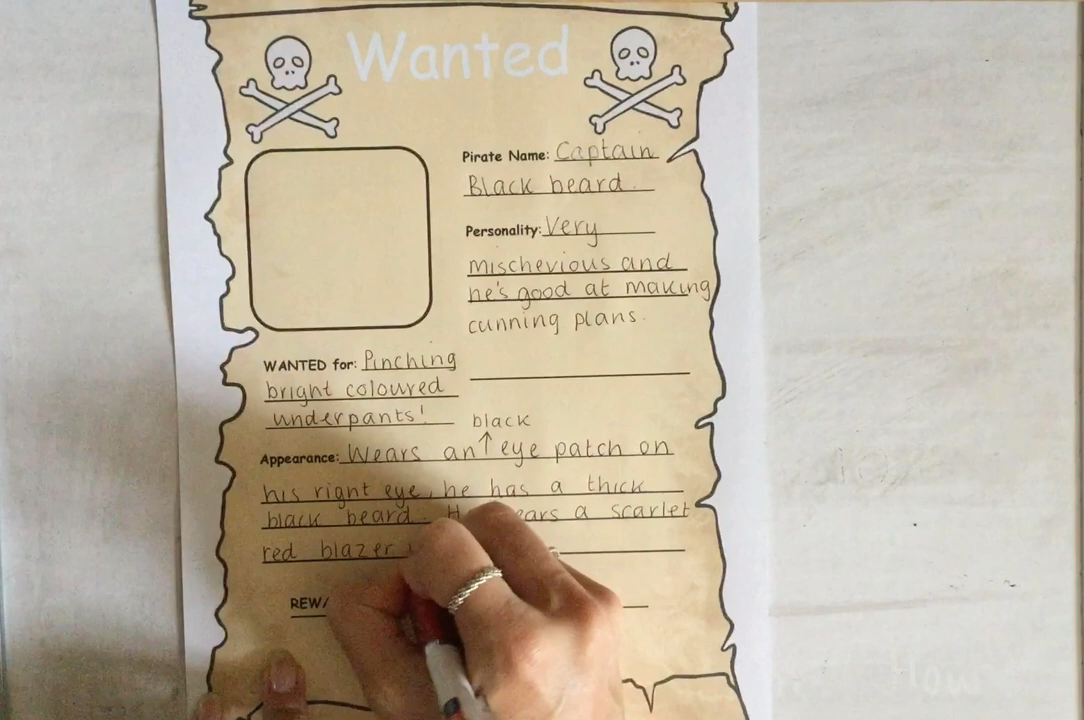 Wanted
Pirate Name: Captain
Black beard.
Personality: Very
mischevious and
he's good at making
cunning plans.
WANTED for: Pinching
bright coloured
underpants!
black
Appearance: Wears an ↑ eye patch on
his right eye, he has a thick
black beard. wears a scarlet
red blazer
How